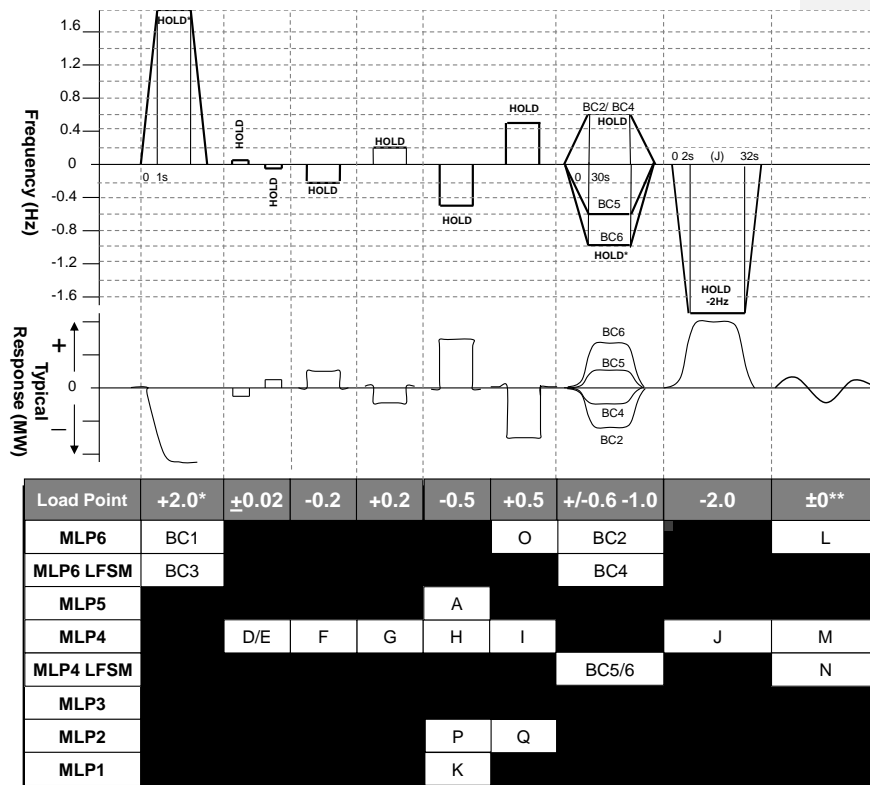 1.6
1.2
0.8
0.4
0
-0.4
-0.8
-1.2
-1.6
Frequency (Hz)
HOLD*
0 1s
HOLD
HOLD
HOLD
HOLD
HOLD
HOLD
BC2/ BC4
HOLD
0 30s
BC5
BC6
HOLD*
0 2s (J) 32s
HOLD
-2Hz
Typical
Response (MW)
+
0
–
BC6
BC5
BC4
BC2
Load Point +2.0* ±0.02 -0.2 +0.2 -0.5 +0.5 +/-0.6 -1.0 -2.0 ±0**
MLP6 BC1 O BC2 L
MLP6 LFSM BC3 BC4
MLP5 A
MLP4 D/E F G H I J M
MLP4 LFSM BC5/6 N
MLP3
MLP2 P Q
MLP1 K